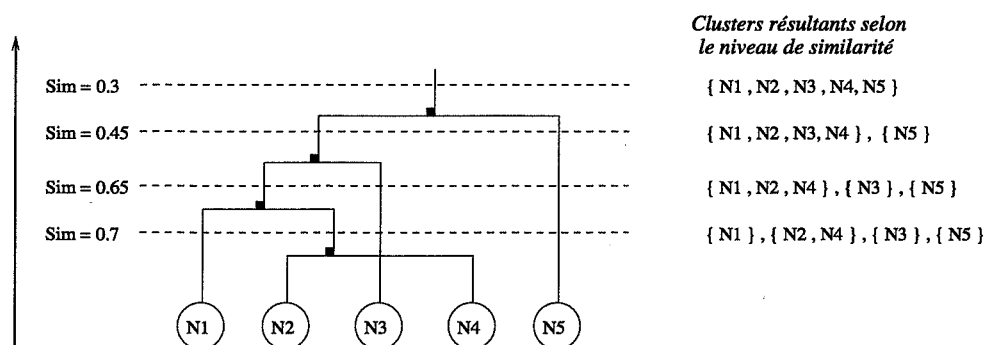 Clusters résultants selon
le niveau de similarité
Sim = 0.3 { N1 , N2 , N3 , N4, N5 }
Sim = 0.45 { N1 , N2 , N3, N4 } , { N5 }
Sim = 0.65 { N1 , N2 , N4 } , { N3 } , { N5 }
Sim = 0.7 { N1 } , { N2 , N4 } , { N3 } , { N5 }
N1 N2 N3 N4 N5